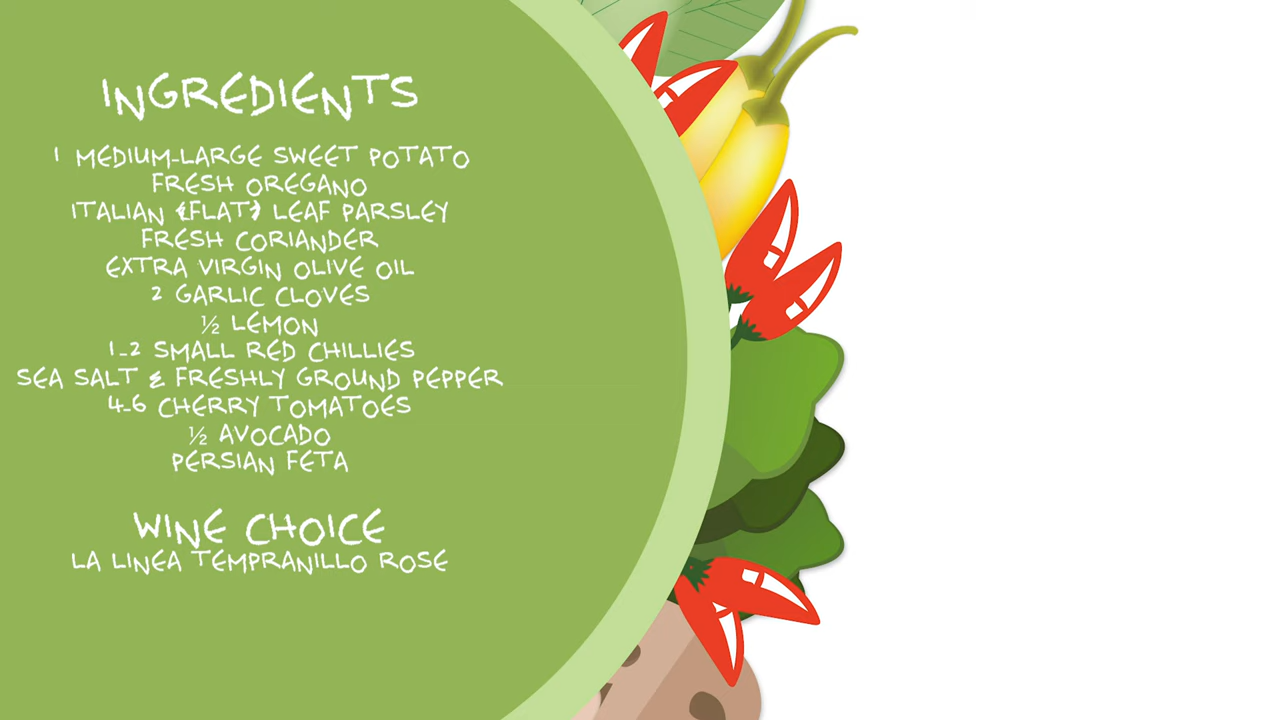 INGREDIENTS
1 MEDIUM-LARGE SWEET POTATO
FRESH OREGANO
ITALIAN {FLAT} LEAF PARSLEY
FRESH CORIANDER
EXTRA VIRGIN OLIVE OIL
2 GARLIC CLOVES
½ LEMON
1-2 SMALL RED CHILLIES
SEA SALT & FRESHLY GROUND PEPPER
4-6 CHERRY TOMATOES
½ AVOCADO
PERSIAN FETA
WINE CHOICE
LA LINEA TEMPRANILLO ROSE